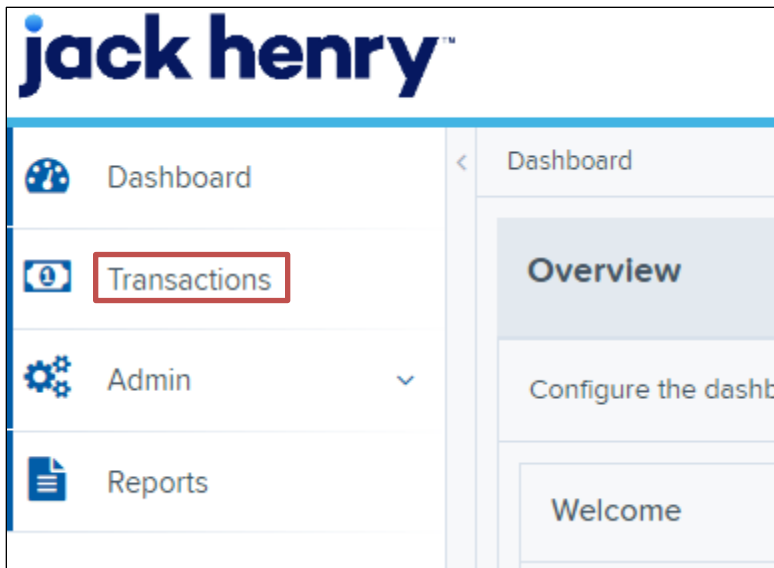 jack henry™
Dashboard
Transactions
Admin
Reports
Dashboard
Overview
Configure the dashb
Welcome